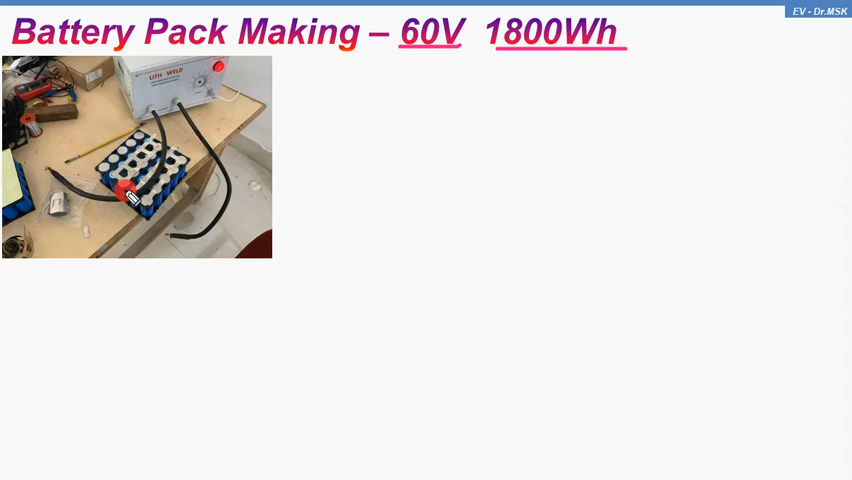 EV - Dr.MSK
Battery Pack Making – 60V 1800Wh
LITH WELD